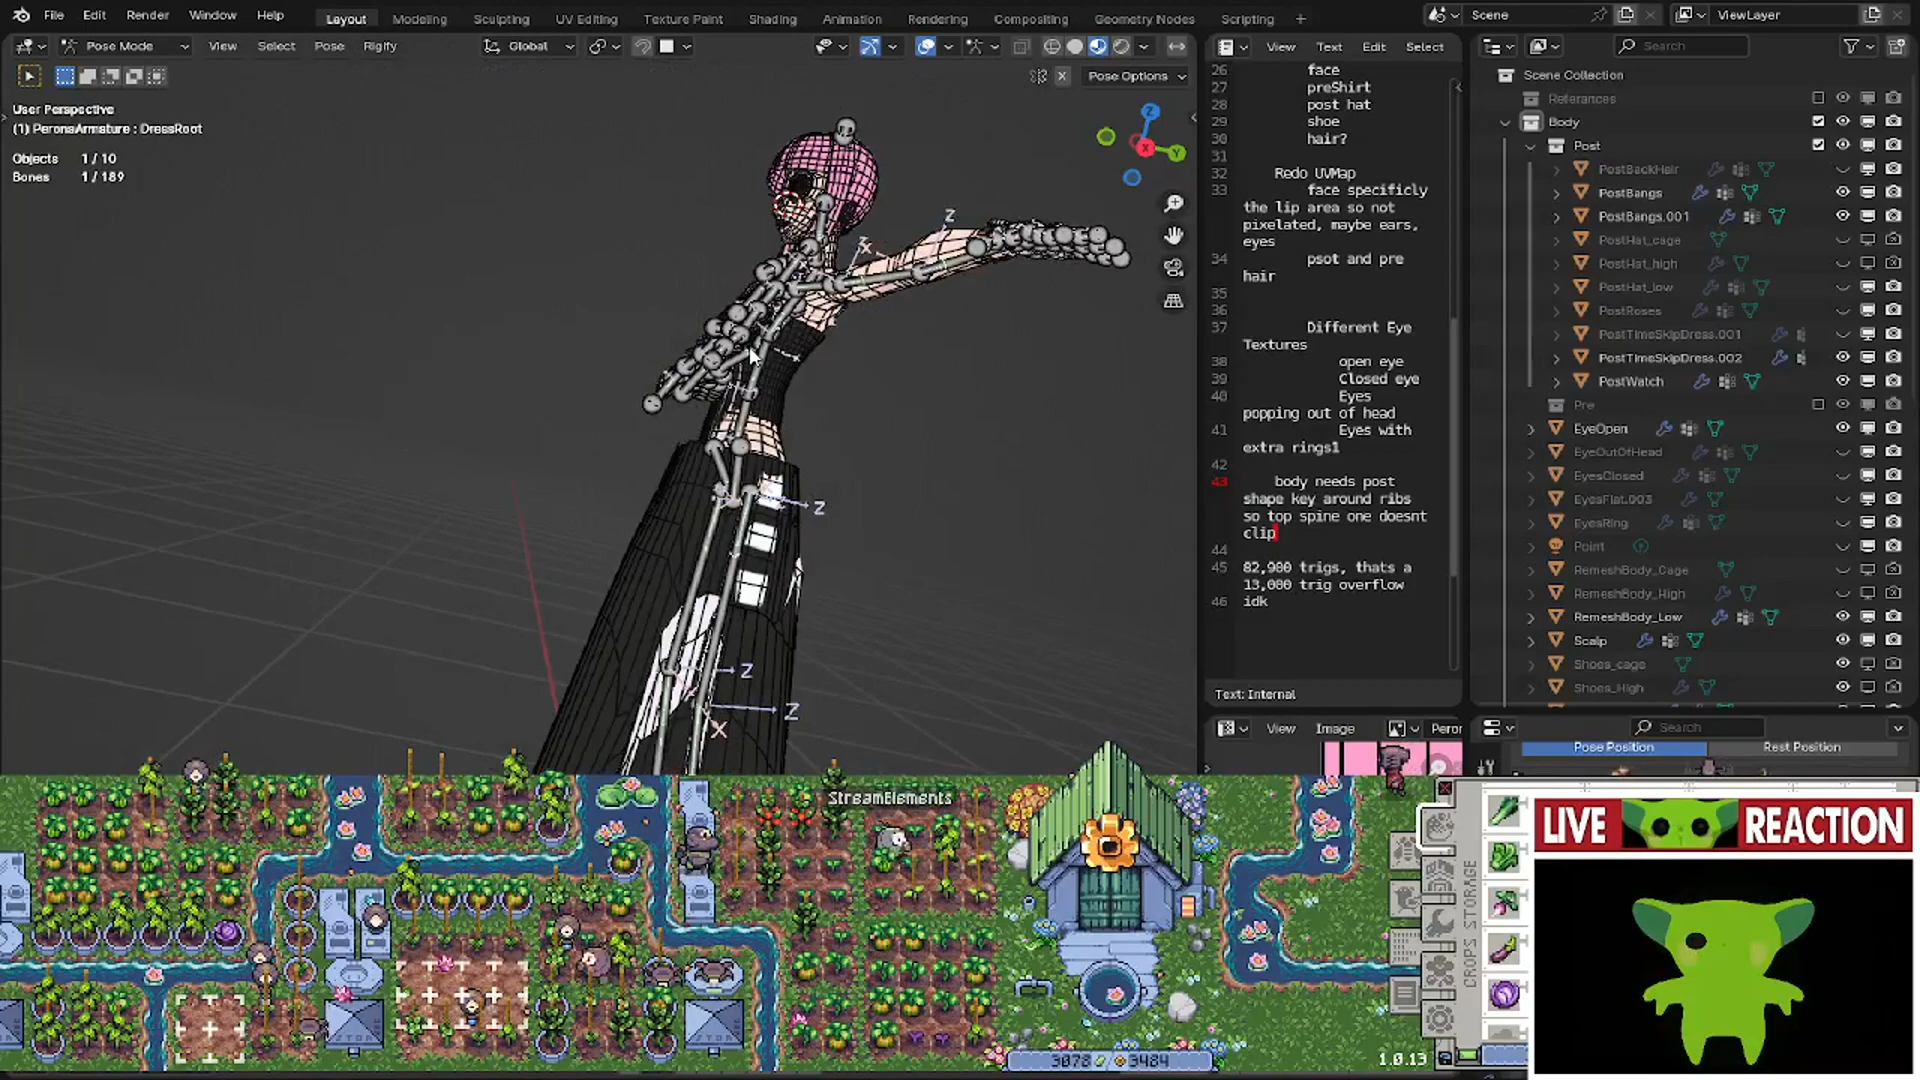 File Edit Render Window Help
Layout Modeling Sculpting UV Editing Texture Paint Shading Animation Rendering Compositing Geometry Nodes Scripting +
Scene
ViewLayer
Pose Mode View Select Pose Rigify
Global
View Text Edit Select
Search
Pose Options
User Perspective
(1) PeronaArmature : DressRoot
Objects 1 / 10
Bones 1 / 189
Z
Y
X
Z
Z
X
Z
Z
Z
X
26 face
27 preShirt
28 post hat
29 shoe
30 hair?
31
32 Redo UVMap
33 face specificly
the lip area so not
pixelated, maybe ears,
eyes
34 psot and pre
hair
35
36
37 Different Eye
Textures
38 open eye
39 Closed eye
40 Eyes
popping out of head
41 Eyes with
extra rings1
42
43 body needs post
shape key around ribs
so top spine one doesnt
clip
44
45 82,900 trigs, thats a
13,000 trig overflow
46 idk
Text: Internal
View Image Peror
Scene Collection
Referances
Body
Post
PostBackHair
PostBangs
PostBangs.001
PostHat_cage
PostHat_high
PostHat_low
PostRoses
PostTimeSkipDress.001
PostTimeSkipDress.002
PostWatch
Pre
EyeOpen
EyeOutOfHead
EyesClosed
EyesFlat.003
EyesRing
Point
RemeshBody_Cage
RemeshBody_High
RemeshBody_Low
Scalp
Shoes_cage
Shoes_High
Search
Pose Position Rest Position
StreamElements
CROPS STORAGE
LIVE REACTION
3078 / 3484
1.0.13